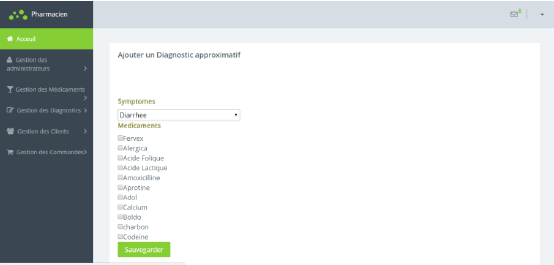 Pharmacien
Acceuil
Gestion des
administrateurs
Gestion des Médicaments
Gestion des Diagnostics
Gestion des Clients
Gestion des Commandes
Ajouter un Diagnostic approximatif
Symptomes
Diarrhee
Medicaments
Fervex
Alergica
Acide Folique
Acide Lactique
Amoxicilline
Aprotine
Adol
Calcium
Boldo
charbon
Codeine
Sauvegarder